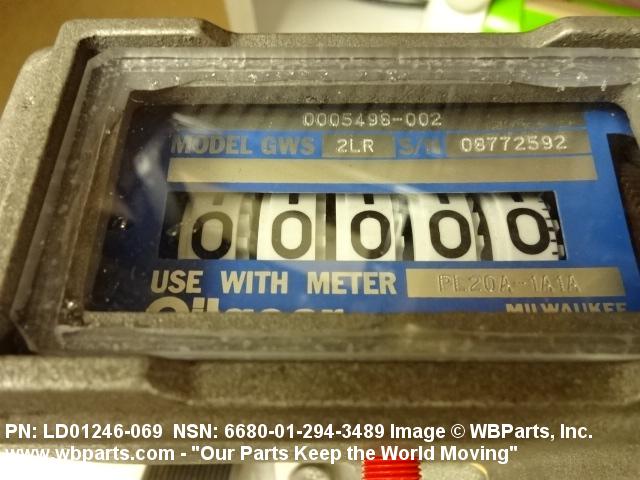 0005498-002
MODEL GWS 2LR S/N 08772592
00000
USE WITH METER PL20A-1A1A
Oilgear MILWAUKEE
PN: LD01246-069 NSN: 6680-01-294-3489 Image © WBParts, Inc.
www.wbparts.com - "Our Parts Keep the World Moving"